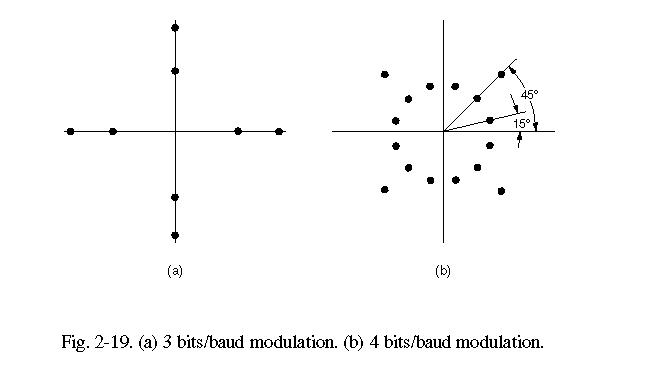 45°
15°
(a)
(b)
Fig. 2-19. (a) 3 bits/baud modulation. (b) 4 bits/baud modulation.